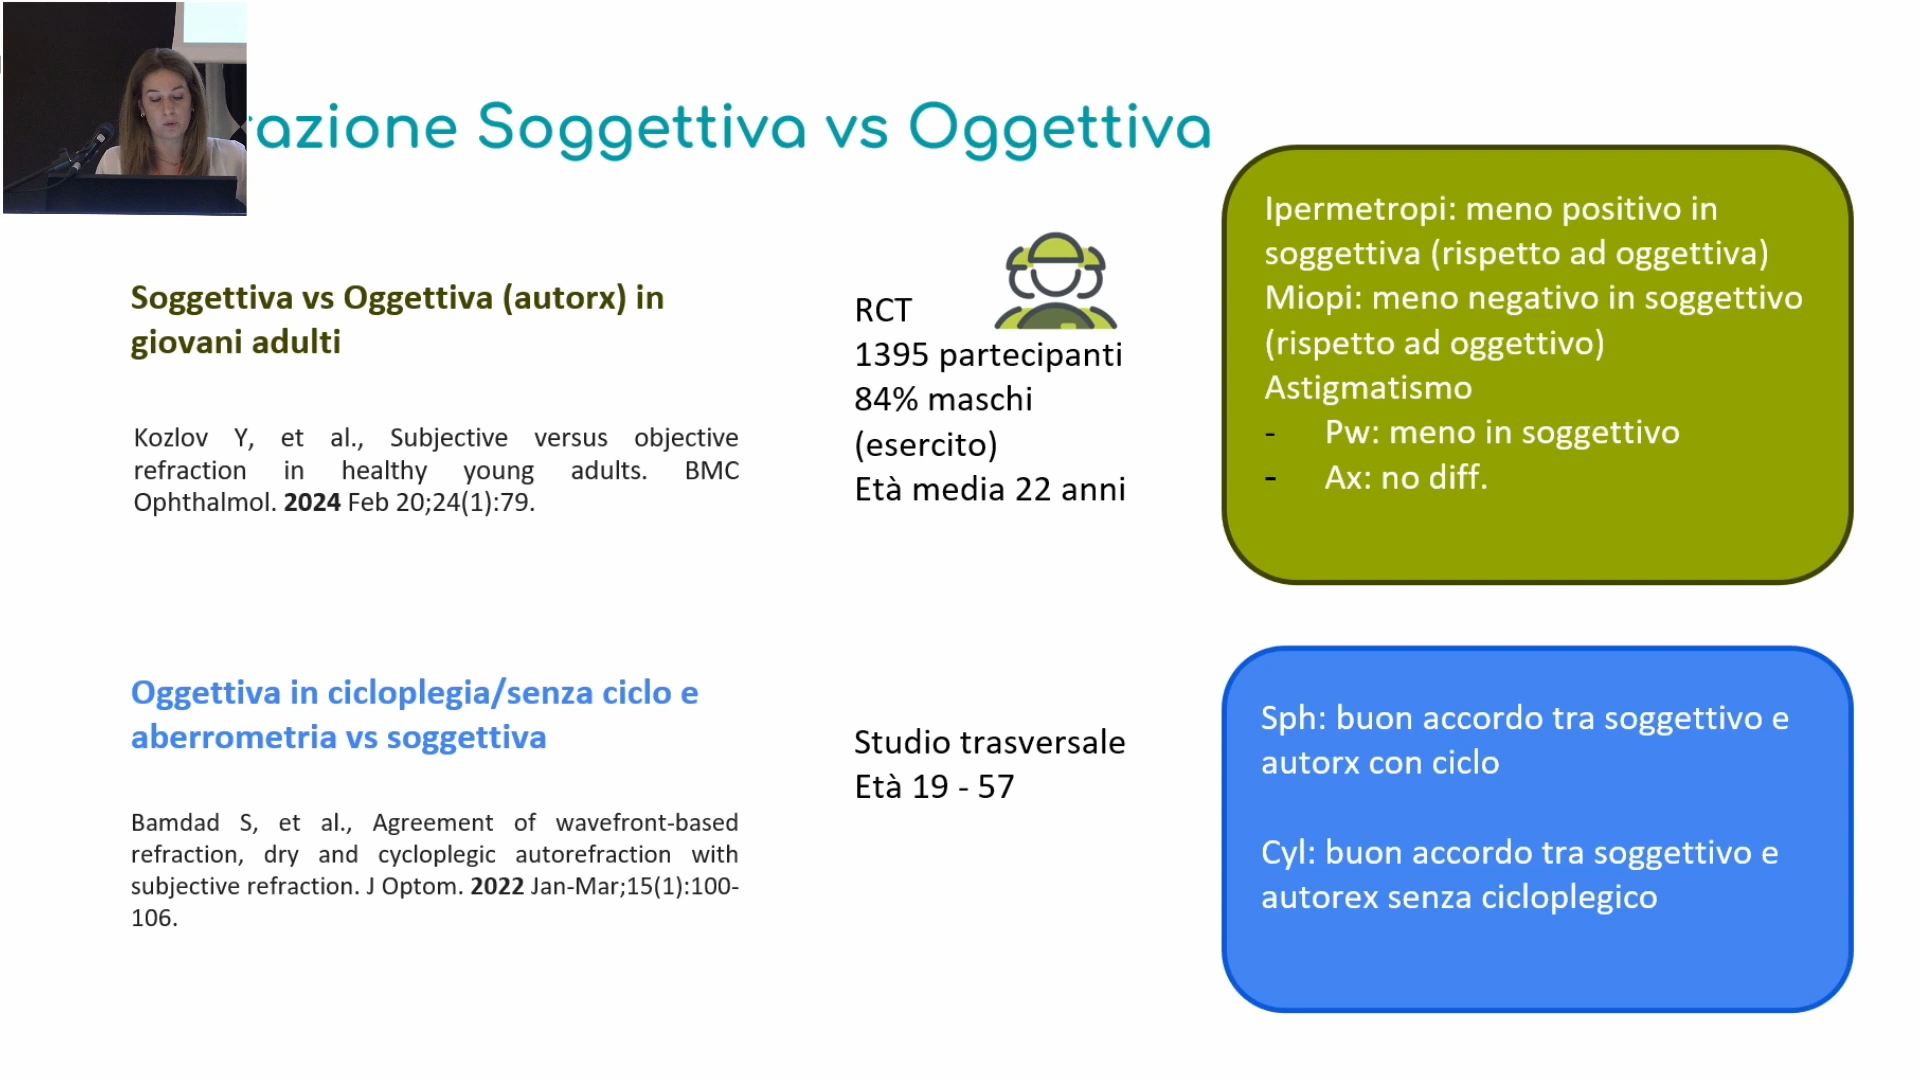 razione Soggettiva vs Oggettiva
Soggettiva vs Oggettiva (autorx) in
giovani adulti
Kozlov Y, et al., Subjective versus objective
refraction in healthy young adults. BMC
Ophthalmol. 2024 Feb 20;24(1):79.
RCT
1395 partecipanti
84% maschi
(esercito)
Età media 22 anni
Ipermetropi: meno positivo in
soggettiva (rispetto ad oggettiva)
Miopi: meno negativo in soggettivo
(rispetto ad oggettivo)
Astigmatismo
- Pw: meno in soggettivo
- Ax: no diff.
Oggettiva in cicloplegia/senza ciclo e
aberrometria vs soggettiva
Bamdad S, et al., Agreement of wavefront-based
refraction, dry and cycloplegic autorefraction with
subjective refraction. J Optom. 2022 Jan-Mar;15(1):100-
106.
Studio trasversale
Età 19 - 57
Sph: buon accordo tra soggettivo e
autorx con ciclo
Cyl: buon accordo tra soggettivo e
autorex senza cicloplegico